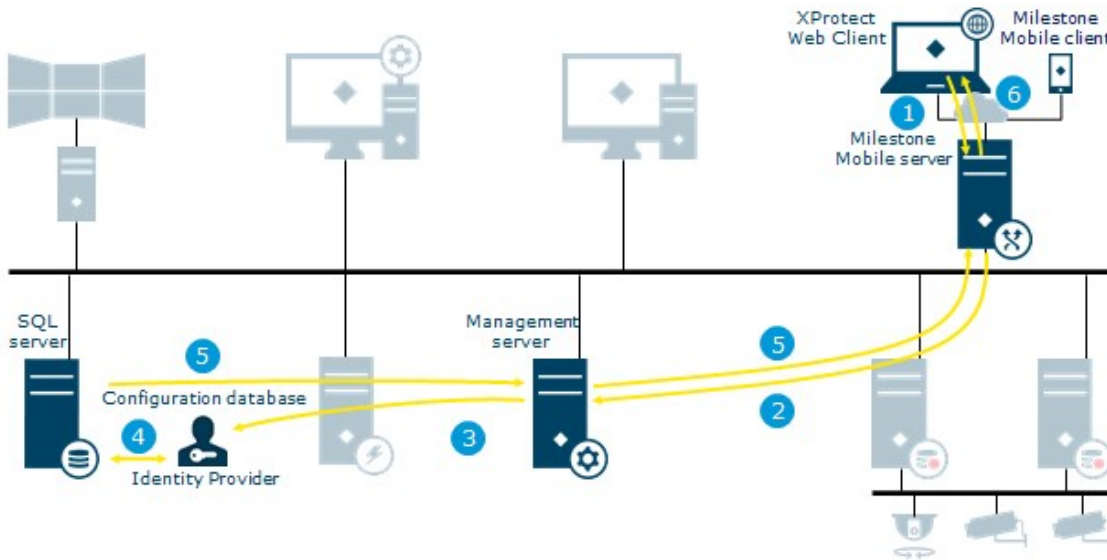 XProtect
Web Client
Milestone
Mobile client
1
6
Milestone
Mobile server
SQL
server
Management
server
5
5
Configuration database
2
4
3
Identity Provider